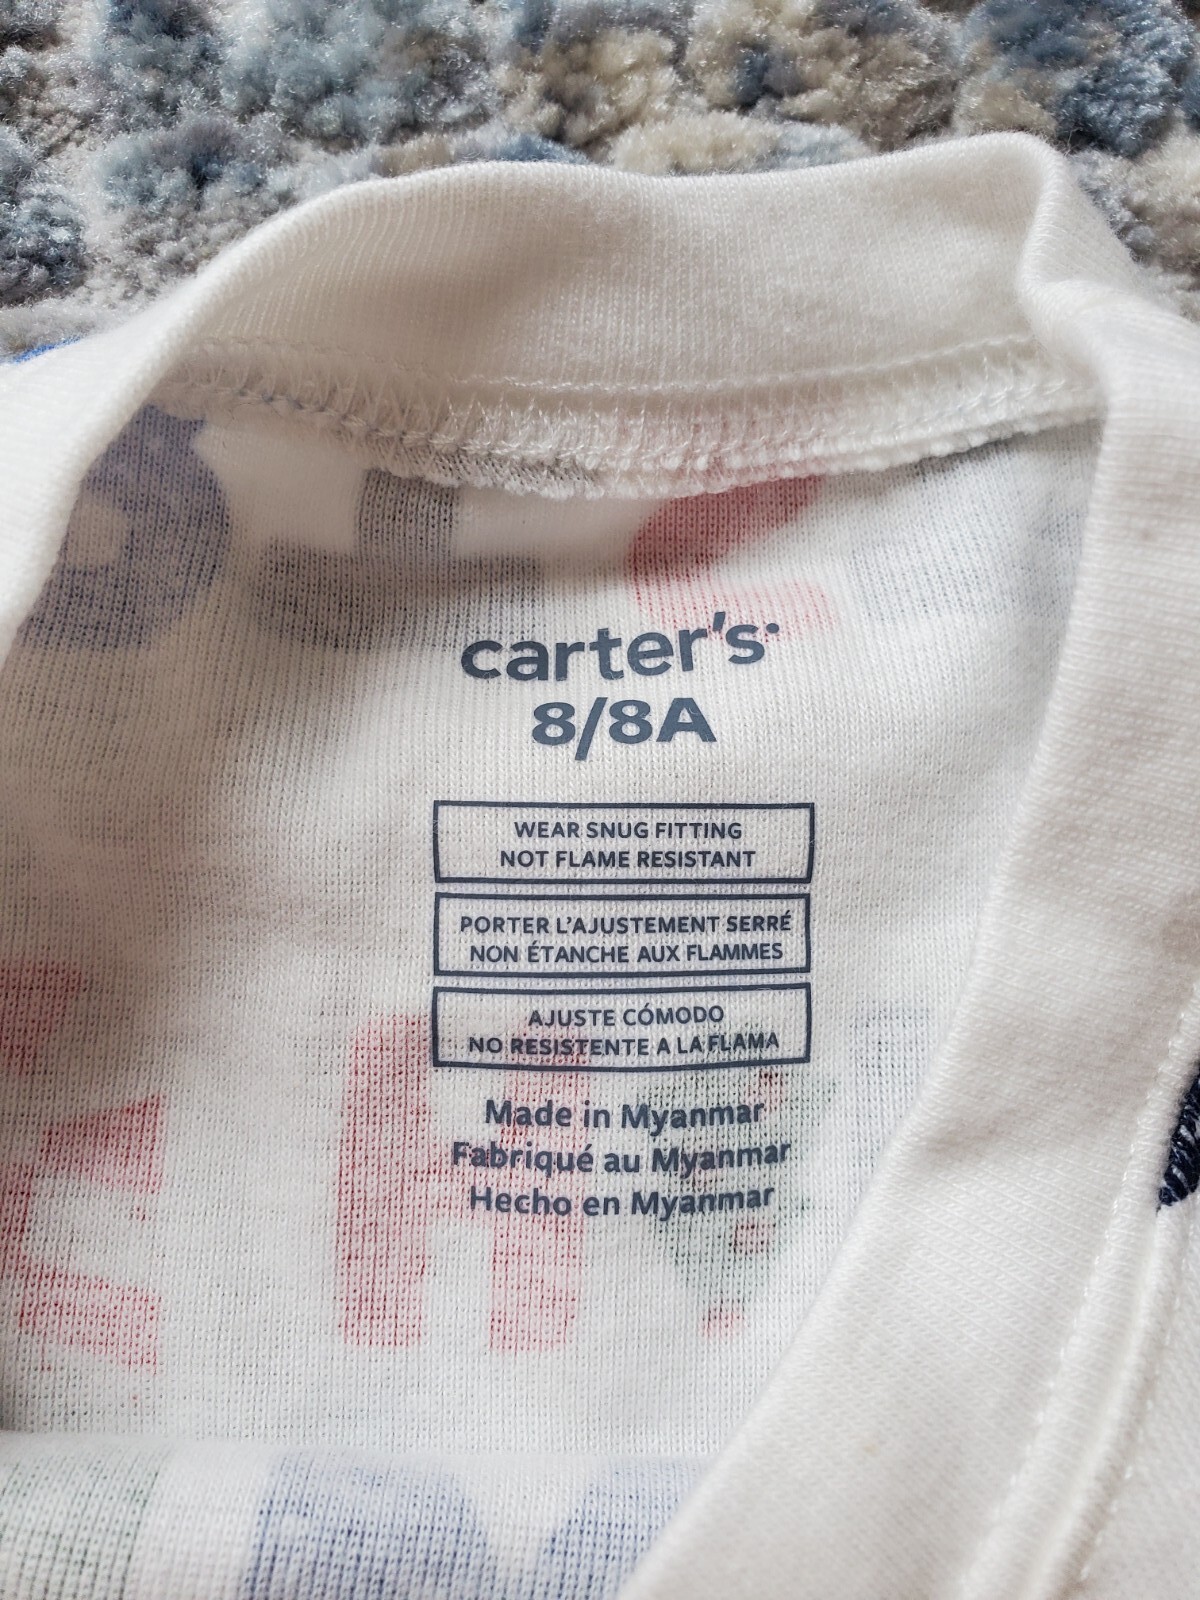 carter's
8/8A
WEAR SNUG FITTING
NOT FLAME RESISTANT
PORTER L'AJUSTEMENT SERRÉ
NON ÉTANCHE AUX FLAMMES
AJUSTE CÓMODO
NO RESISTENTE A LA FLAMA
Made in Myanmar
Fabriqué au Myanmar
Hecho en Myanmar